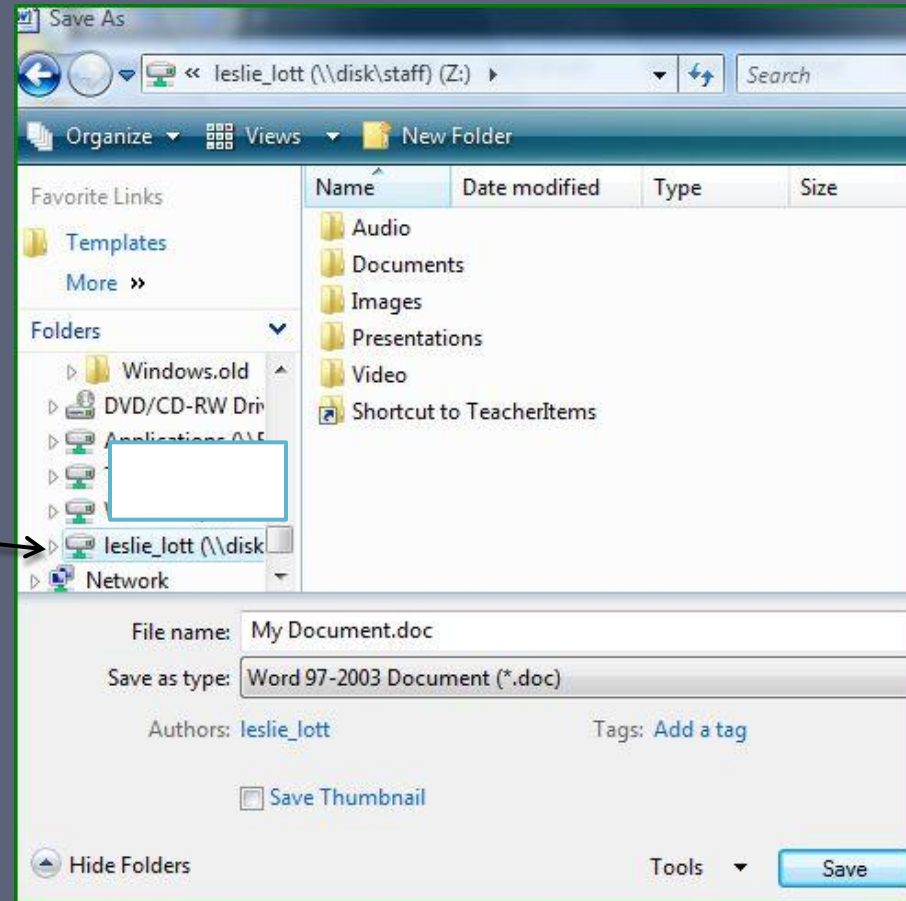 Save As
« leslie_lott (\\disk\staff) (Z:)
Search
Organize Views New Folder
Favorite Links
Templates
More »
Folders
Windows.old
DVD/CD-RW
leslie_lott (\\disk
Network
Name Date modified Type Size
Audio
Documents
Images
Presentations
Video
Shortcut to TeacherItems
File name: My Document.doc
Save as type: Word 97-2003 Document (*.doc)
Authors: leslie_lott Tags: Add a tag
Save Thumbnail
Hide Folders Tools Save